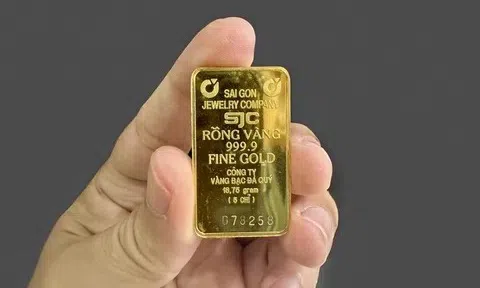 SAI GON
JEWELRY COMPANY
SJC
RỒNG VÀNG
999.9
FINE GOLD
CÔNG TY
VÀNG BẠC ĐÁ QUÝ
18,75 gram
( 5 CHỈ )
078258